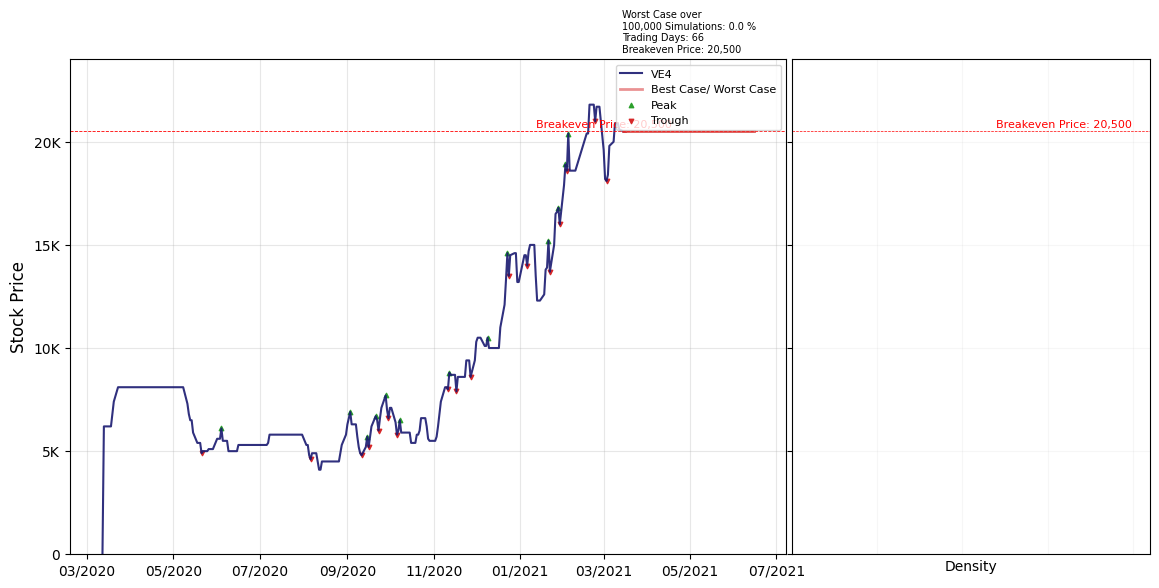 Worst Case over
100,000 Simulations: 0.0 %
Trading Days: 66
Breakeven Price: 20,500
VE4
Best Case/ Worst Case
Peak
Trough
Breakeven Price: 20,500
Breakeven Price: 20,500
20K
15K
10K
5K
0
Stock Price
03/2020 05/2020 07/2020 09/2020 11/2020 01/2021 03/2021 05/2021 07/2021
Density